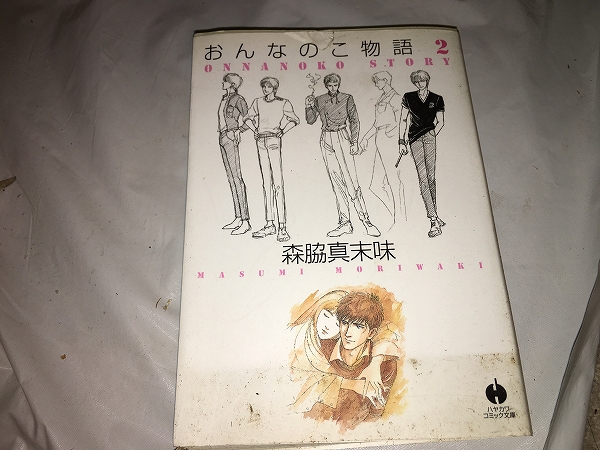 おんなのこ物語 2
ONNANOKO STORY
森脇真末味
MASUMI MORIWAKI
ハヤカワ
コミック文庫